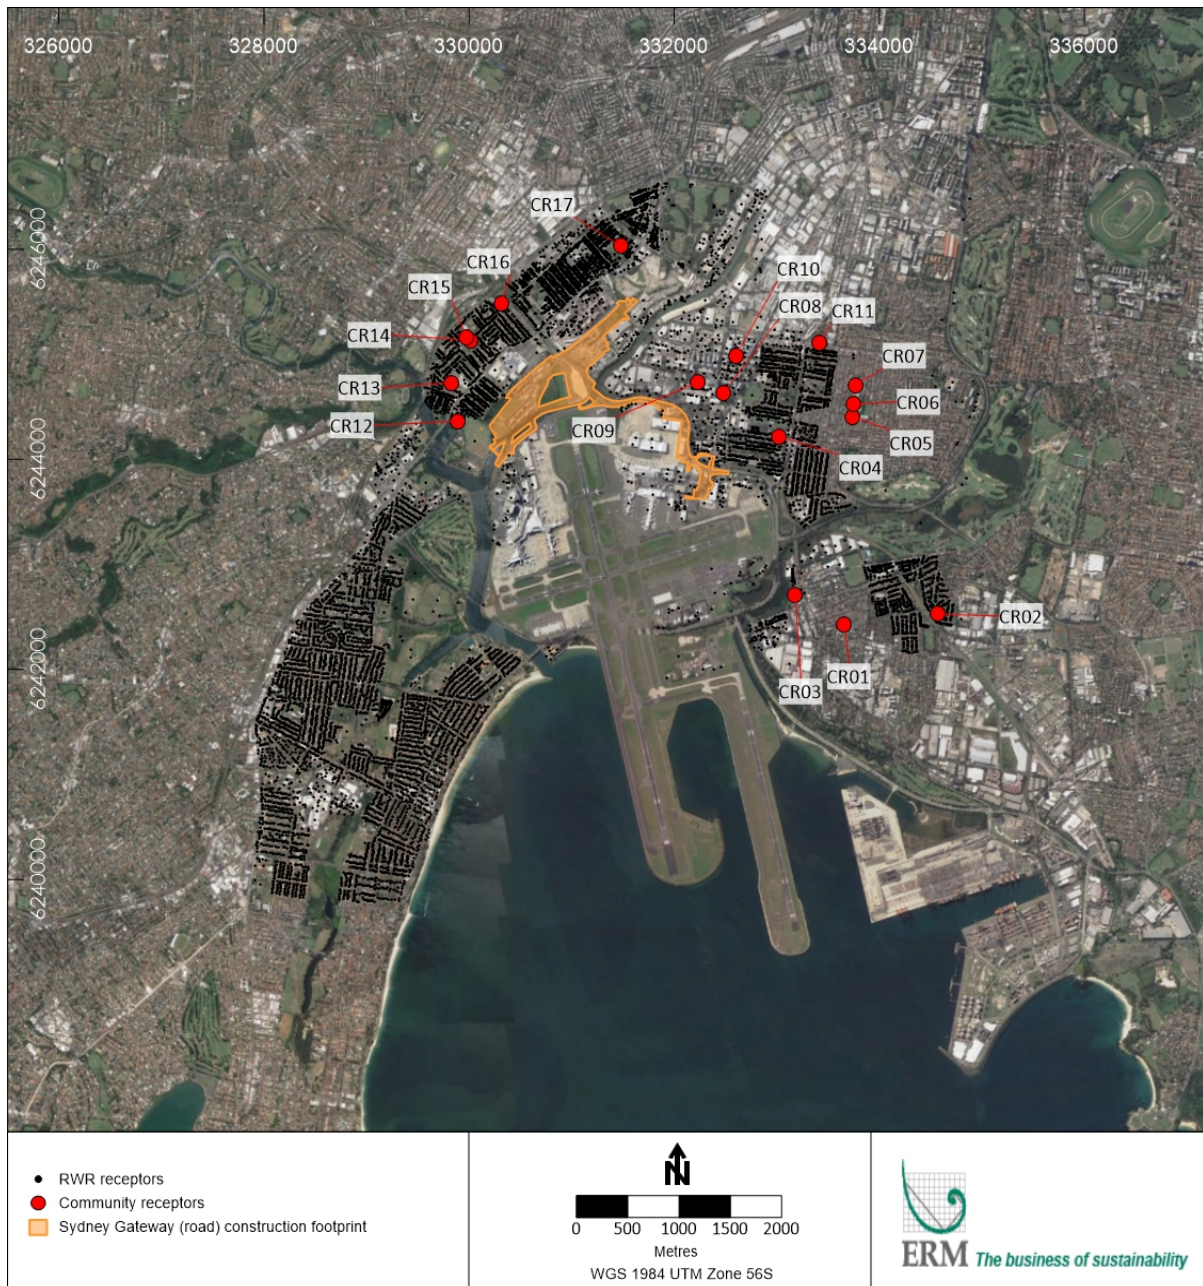 326000
328000
330000
332000
334000
336000
6246000
6244000
6242000
6240000
CR17
CR16
CR15
CR14
CR13
CR12
CR10
CR08
CR11
CR07
CR06
CR09
CR05
CR04
CR02
CR03
CR01
RWR receptors
Community receptors
Sydney Gateway (road) construction footprint
N
0 500 1000 1500 2000
Metres
WGS 1984 UTM Zone 56S
ERM The business of sustainability